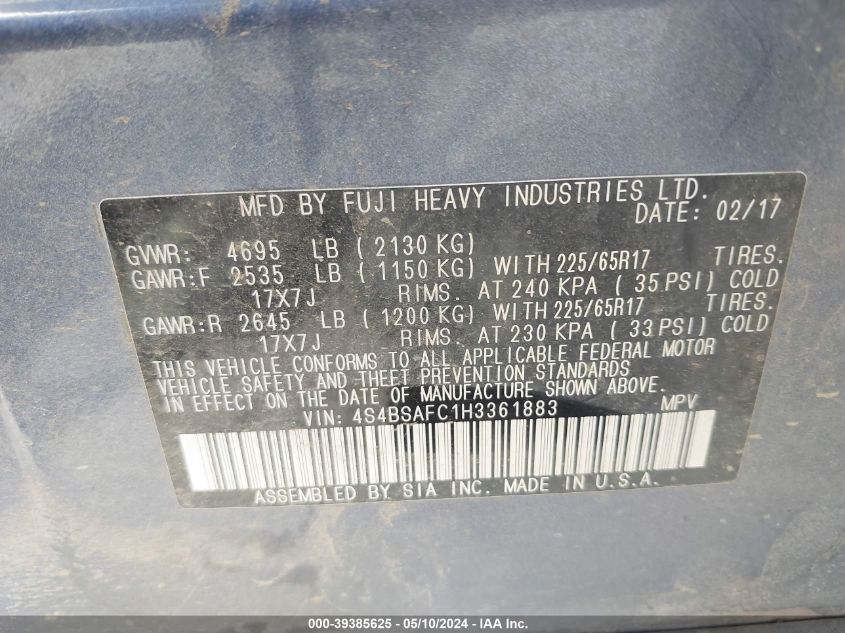 MFD BY FUJI HEAVY INDUSTRIES LTD.
DATE: 02/17
GVWR: 4695 LB ( 2130 KG)
GAWR:F 2535 LB ( 1150 KG) WITH 225/65R17 TIRES.
17X7J RIMS. AT 240 KPA ( 35 PSI) COLD
GAWR:R 2645 LB ( 1200 KG) WITH 225/65R17 TIRES.
17X7J RIMS. AT 230 KPA ( 33 PSI) COLD
THIS VEHICLE CONFORMS TO ALL APPLICABLE FEDERAL MOTOR
VEHICLE SAFETY AND THEFT PREVENTION STANDARDS
IN EFFECT ON THE DATE OF MANUFACTURE SHOWN ABOVE.
VIN: 4S4BSAFC1H3361883 MPV
ASSEMBLED BY SIA INC. MADE IN U.S.A.
000-39385625 - 05/10/2024 - IAA Inc.